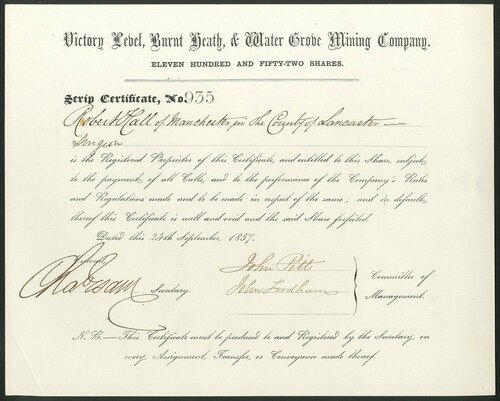 Victory Level, Burnt Heath, & Water Grove Mining Company.
ELEVEN HUNDRED AND FIFTY-TWO SHARES.
Scrip Certificate, No. 935
Robert Hall of Manchester, in the County of Lancaster —
Surgeon
is the Registered Proprietor of this Certificate, and entitled to this Share, subject
to the payment, of all Calls, and to the performance of the Company's Rules
and Regulations made and to be made in respect of the same; and in default,
thereof this Certificate is null and void and the said Share forfeited.
Dated this 24th September, 1857.
John Pitt
John Fordham
Secretary.
Committee of
Management.
N.B.—This Certificate must be produced to and Registered by the Secretary on
every Assignment, Transfer, or Conveyance made thereof.